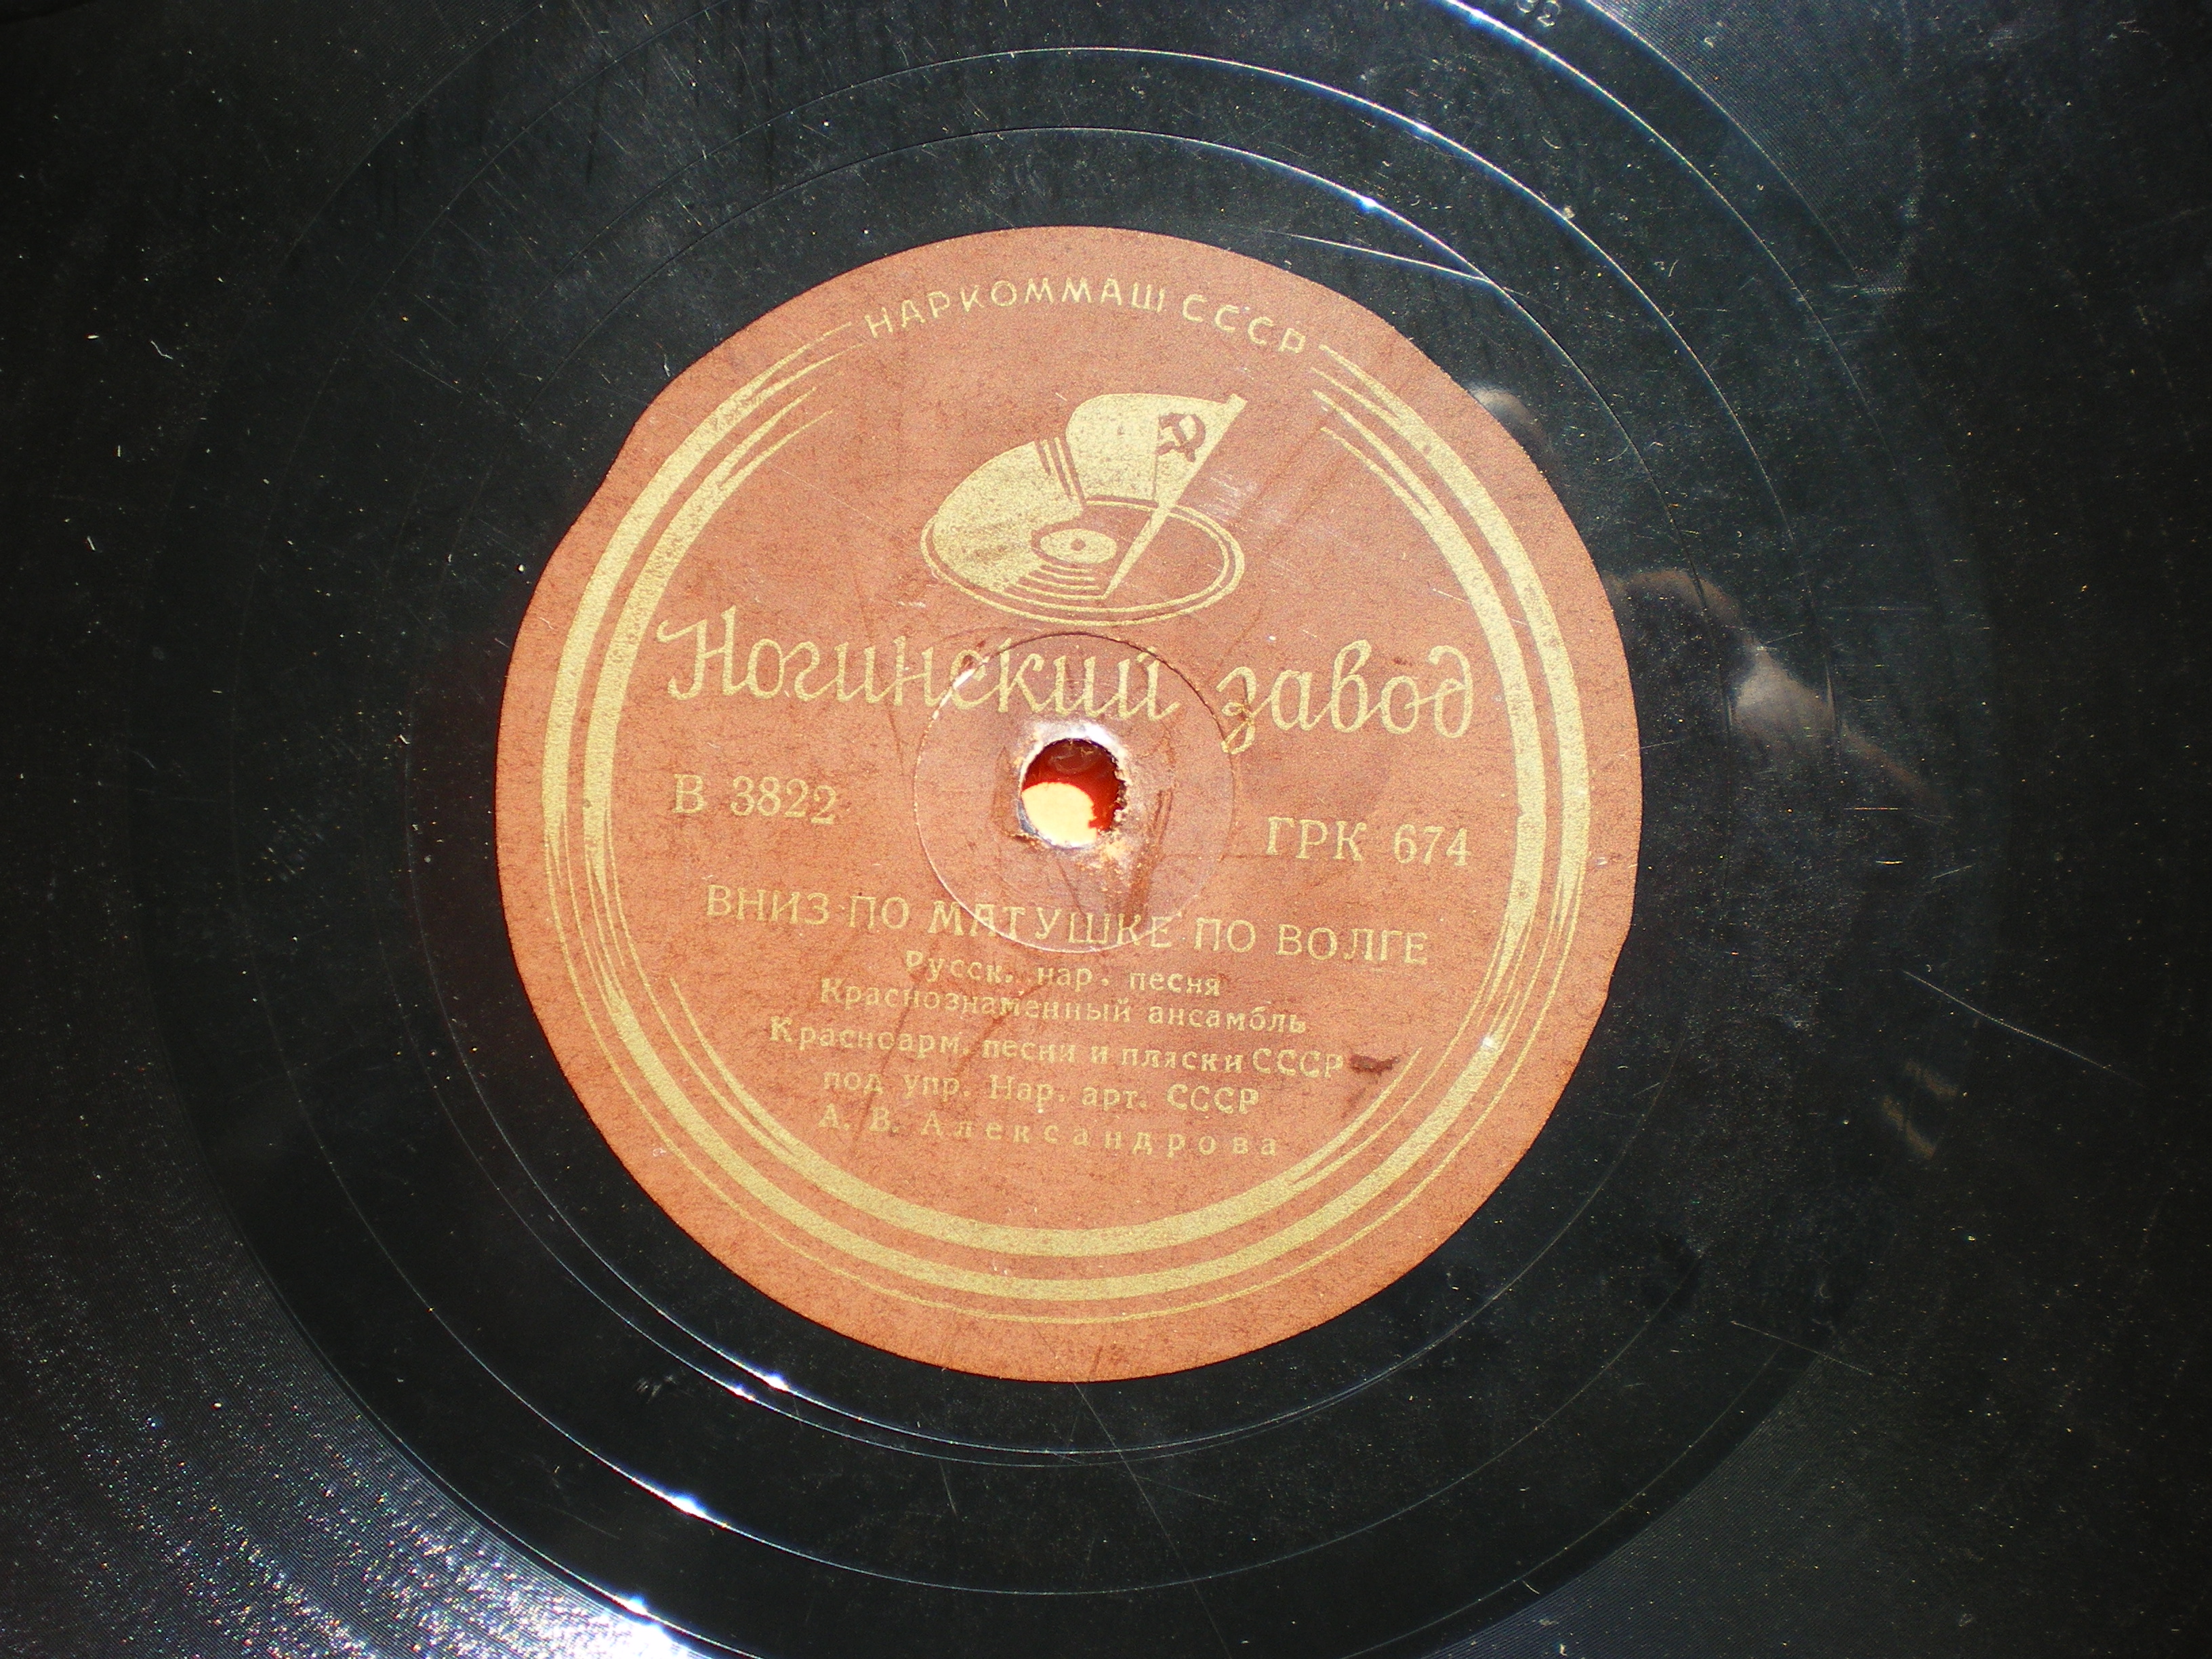 НАРКОММАШ СССР
Ногинский завод
В 3822
ГРК 674
ВНИЗ ПО МАТУШКЕ ПО ВОЛГЕ
Русск. нар. песня
Краснознаменный ансамбль
Красноарм. песни и пляски СССР
под упр. Нар. арт. СССР
А. В. Александрова